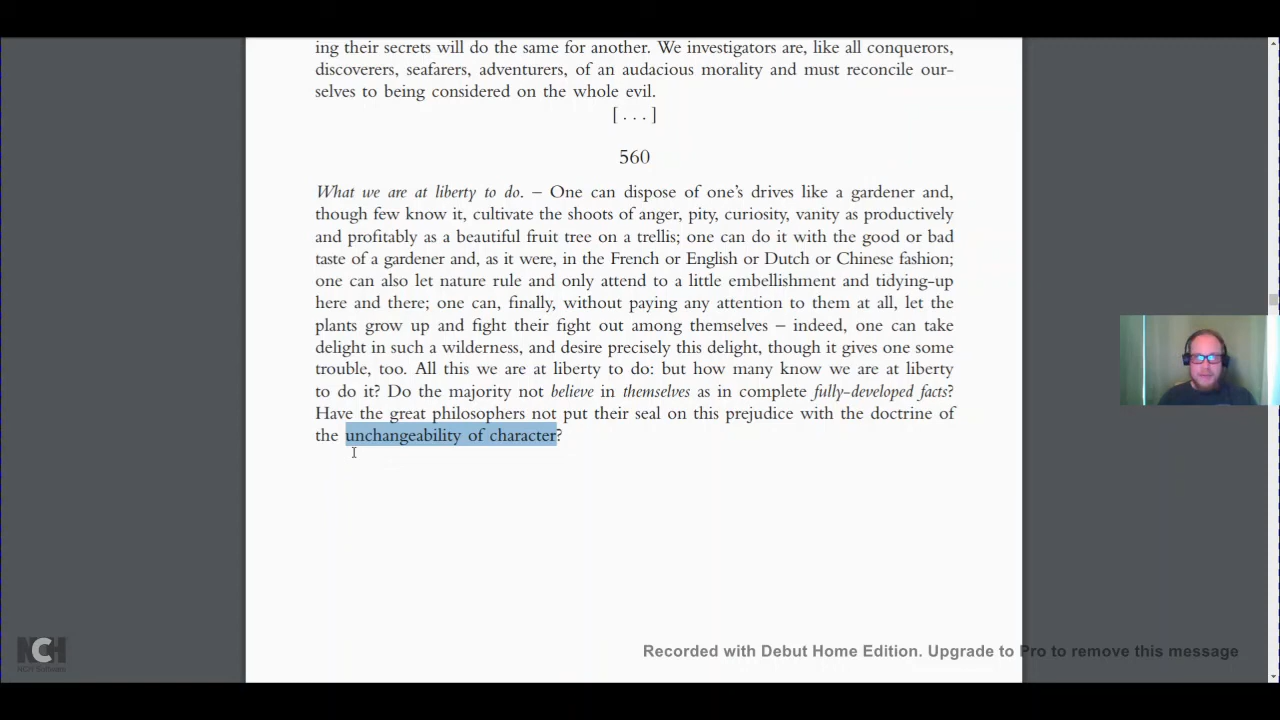 ing their secrets will do the same for another. We investigators are, like all conquerors,
discoverers, seafarers, adventurers, of an audacious morality and must reconcile our-
selves to being considered on the whole evil.
[ . . . ]
560
What we are at liberty to do. – One can dispose of one's drives like a gardener and,
though few know it, cultivate the shoots of anger, pity, curiosity, vanity as productively
and profitably as a beautiful fruit tree on a trellis; one can do it with the good or bad
taste of a gardener and, as it were, in the French or English or Dutch or Chinese fashion;
one can also let nature rule and only attend to a little embellishment and tidying-up
here and there; one can, finally, without paying any attention to them at all, let the
plants grow up and fight their fight out among themselves – indeed, one can take
delight in such a wilderness, and desire precisely this delight, though it gives one some
trouble, too. All this we are at liberty to do: but how many know we are at liberty
to do it? Do the majority not believe in themselves as in complete fully-developed facts?
Have the great philosophers not put their seal on this prejudice with the doctrine of
the unchangeability of character?
NCH
NCH Software
Recorded with Debut Home Edition. Upgrade to Pro to remove this message